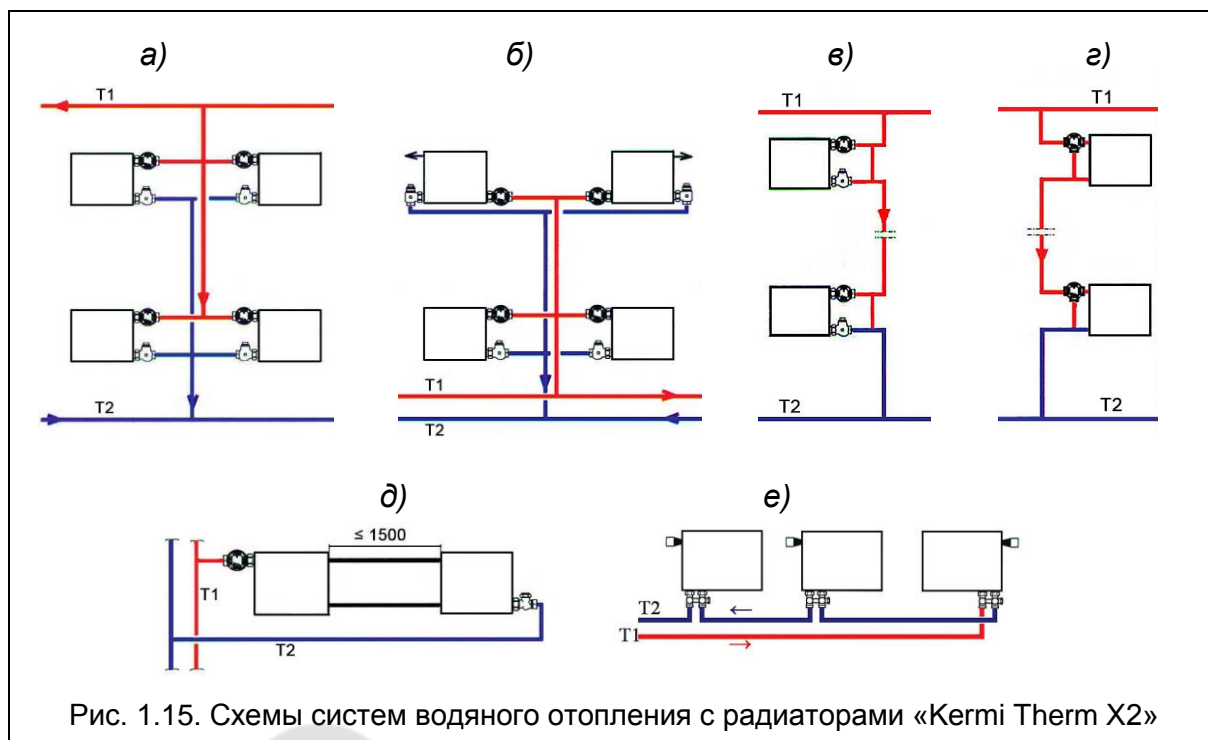 а)
б)
в)
г)
T1
T1
T1
T1
T2
T2
T2
T2
д)
е)
≤ 1500
T1
T2
T2
T1
Рис. 1.15. Схемы систем водяного отопления с радиаторами «Kermi Therm X2»